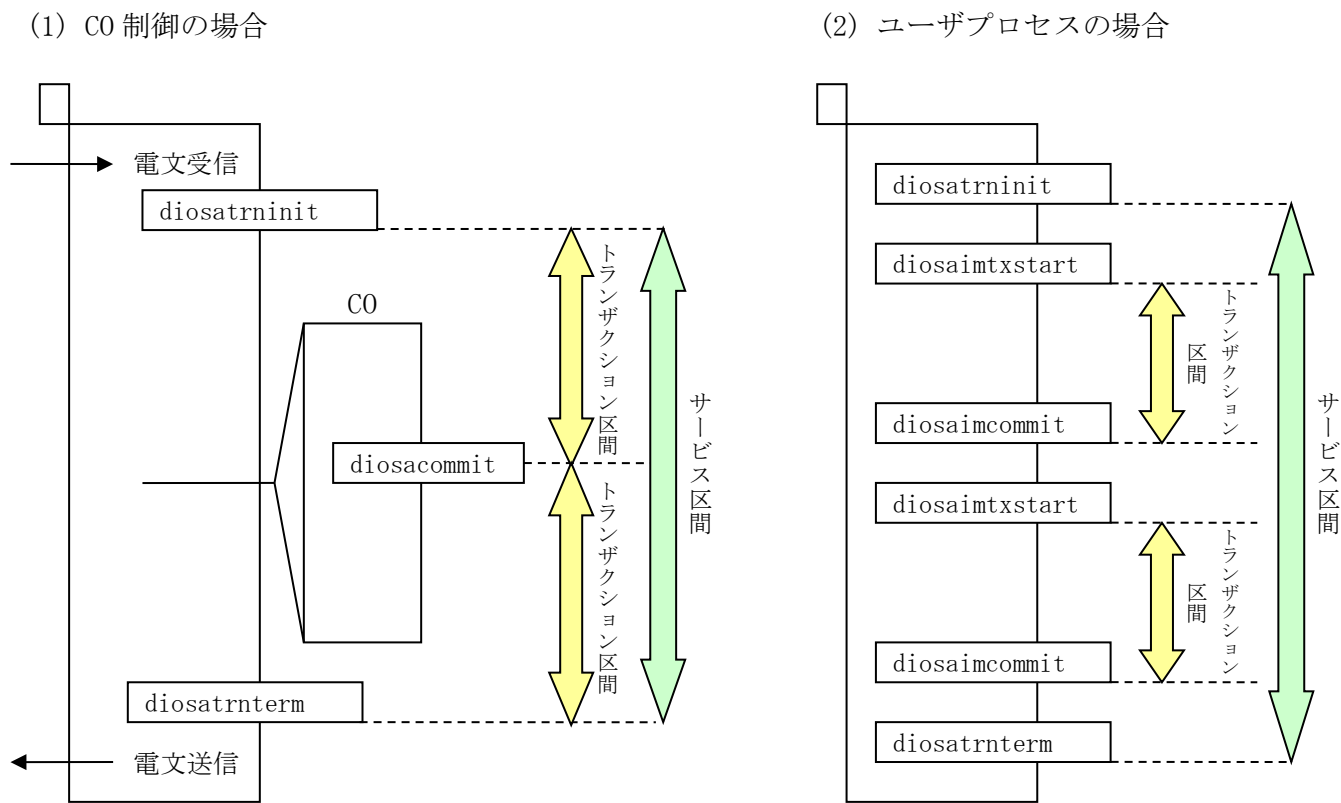 (1) CO 制御の場合
電文受信
diosatrninit
CO
トランザクション区間
diosacommit
トランザクション区間
サービス区間
diosatrnterm
電文送信
(2) ユーザプロセスの場合
diosatrninit
diosaimtxstart
トランザクション
区間
diosaimcommit
diosaimtxstart
トランザクション
区間
diosaimcommit
diosatrnterm
サービス区間